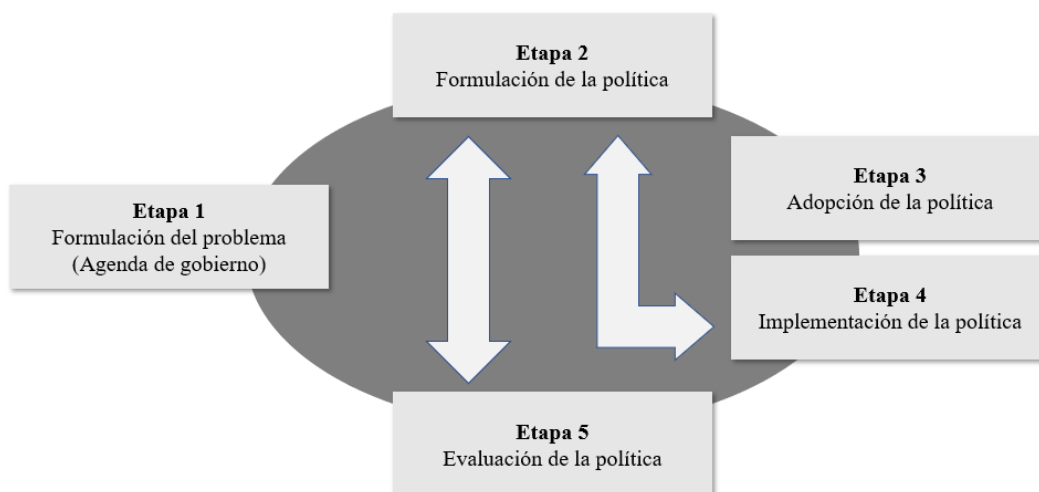 Etapa 1
Formulación del problema
(Agenda de gobierno)
Etapa 2
Formulación de la política
Etapa 3
Adopción de la política
Etapa 4
Implementación de la política
Etapa 5
Evaluación de la política